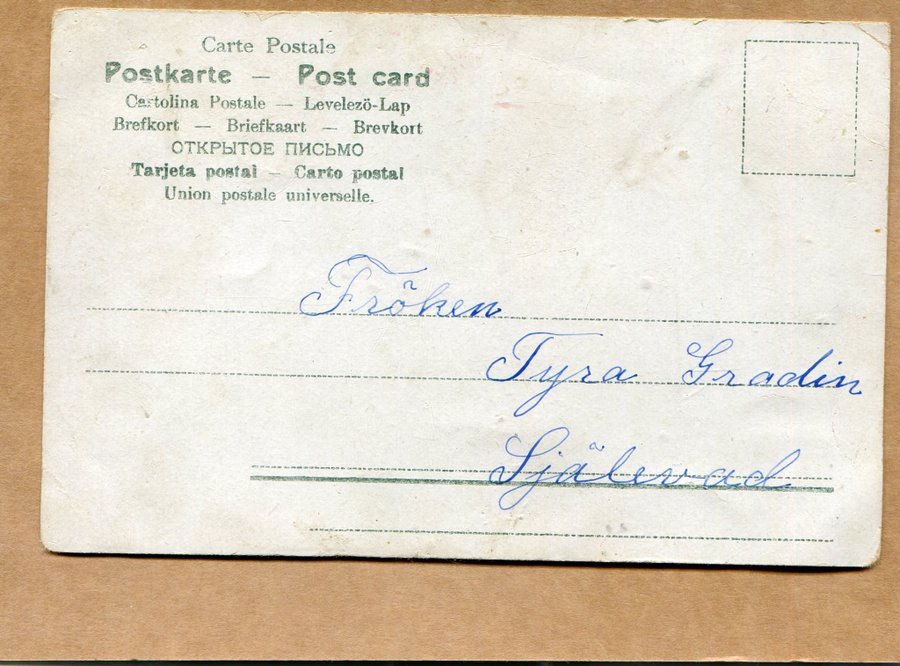 Carte Postale
Postkarte — Post card
Cartolina Postale — Levelezö-Lap
Brefkort — Briefkaart — Brevkort
ОТКРЫТОЕ ПИСЬМО
Tarjeta postal — Carto postal
Union postale universelle.
Fröken
Tyra Gradin
Själevad